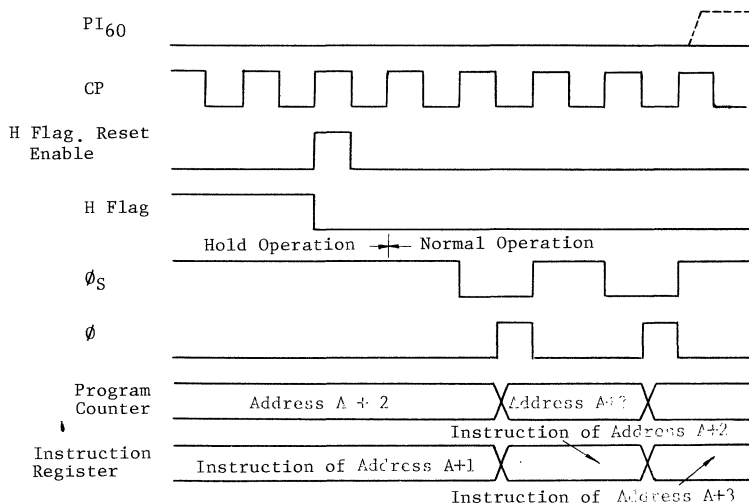 PI60
CP
H Flag. Reset
Enable
H Flag
Hold Operation
Normal Operation
ØS
Ø
Program
Counter
Address A + 2
Address
Instruction of Address A+2
Instruction
Register
Instruction of Address A+1
Instruction of Address A+3